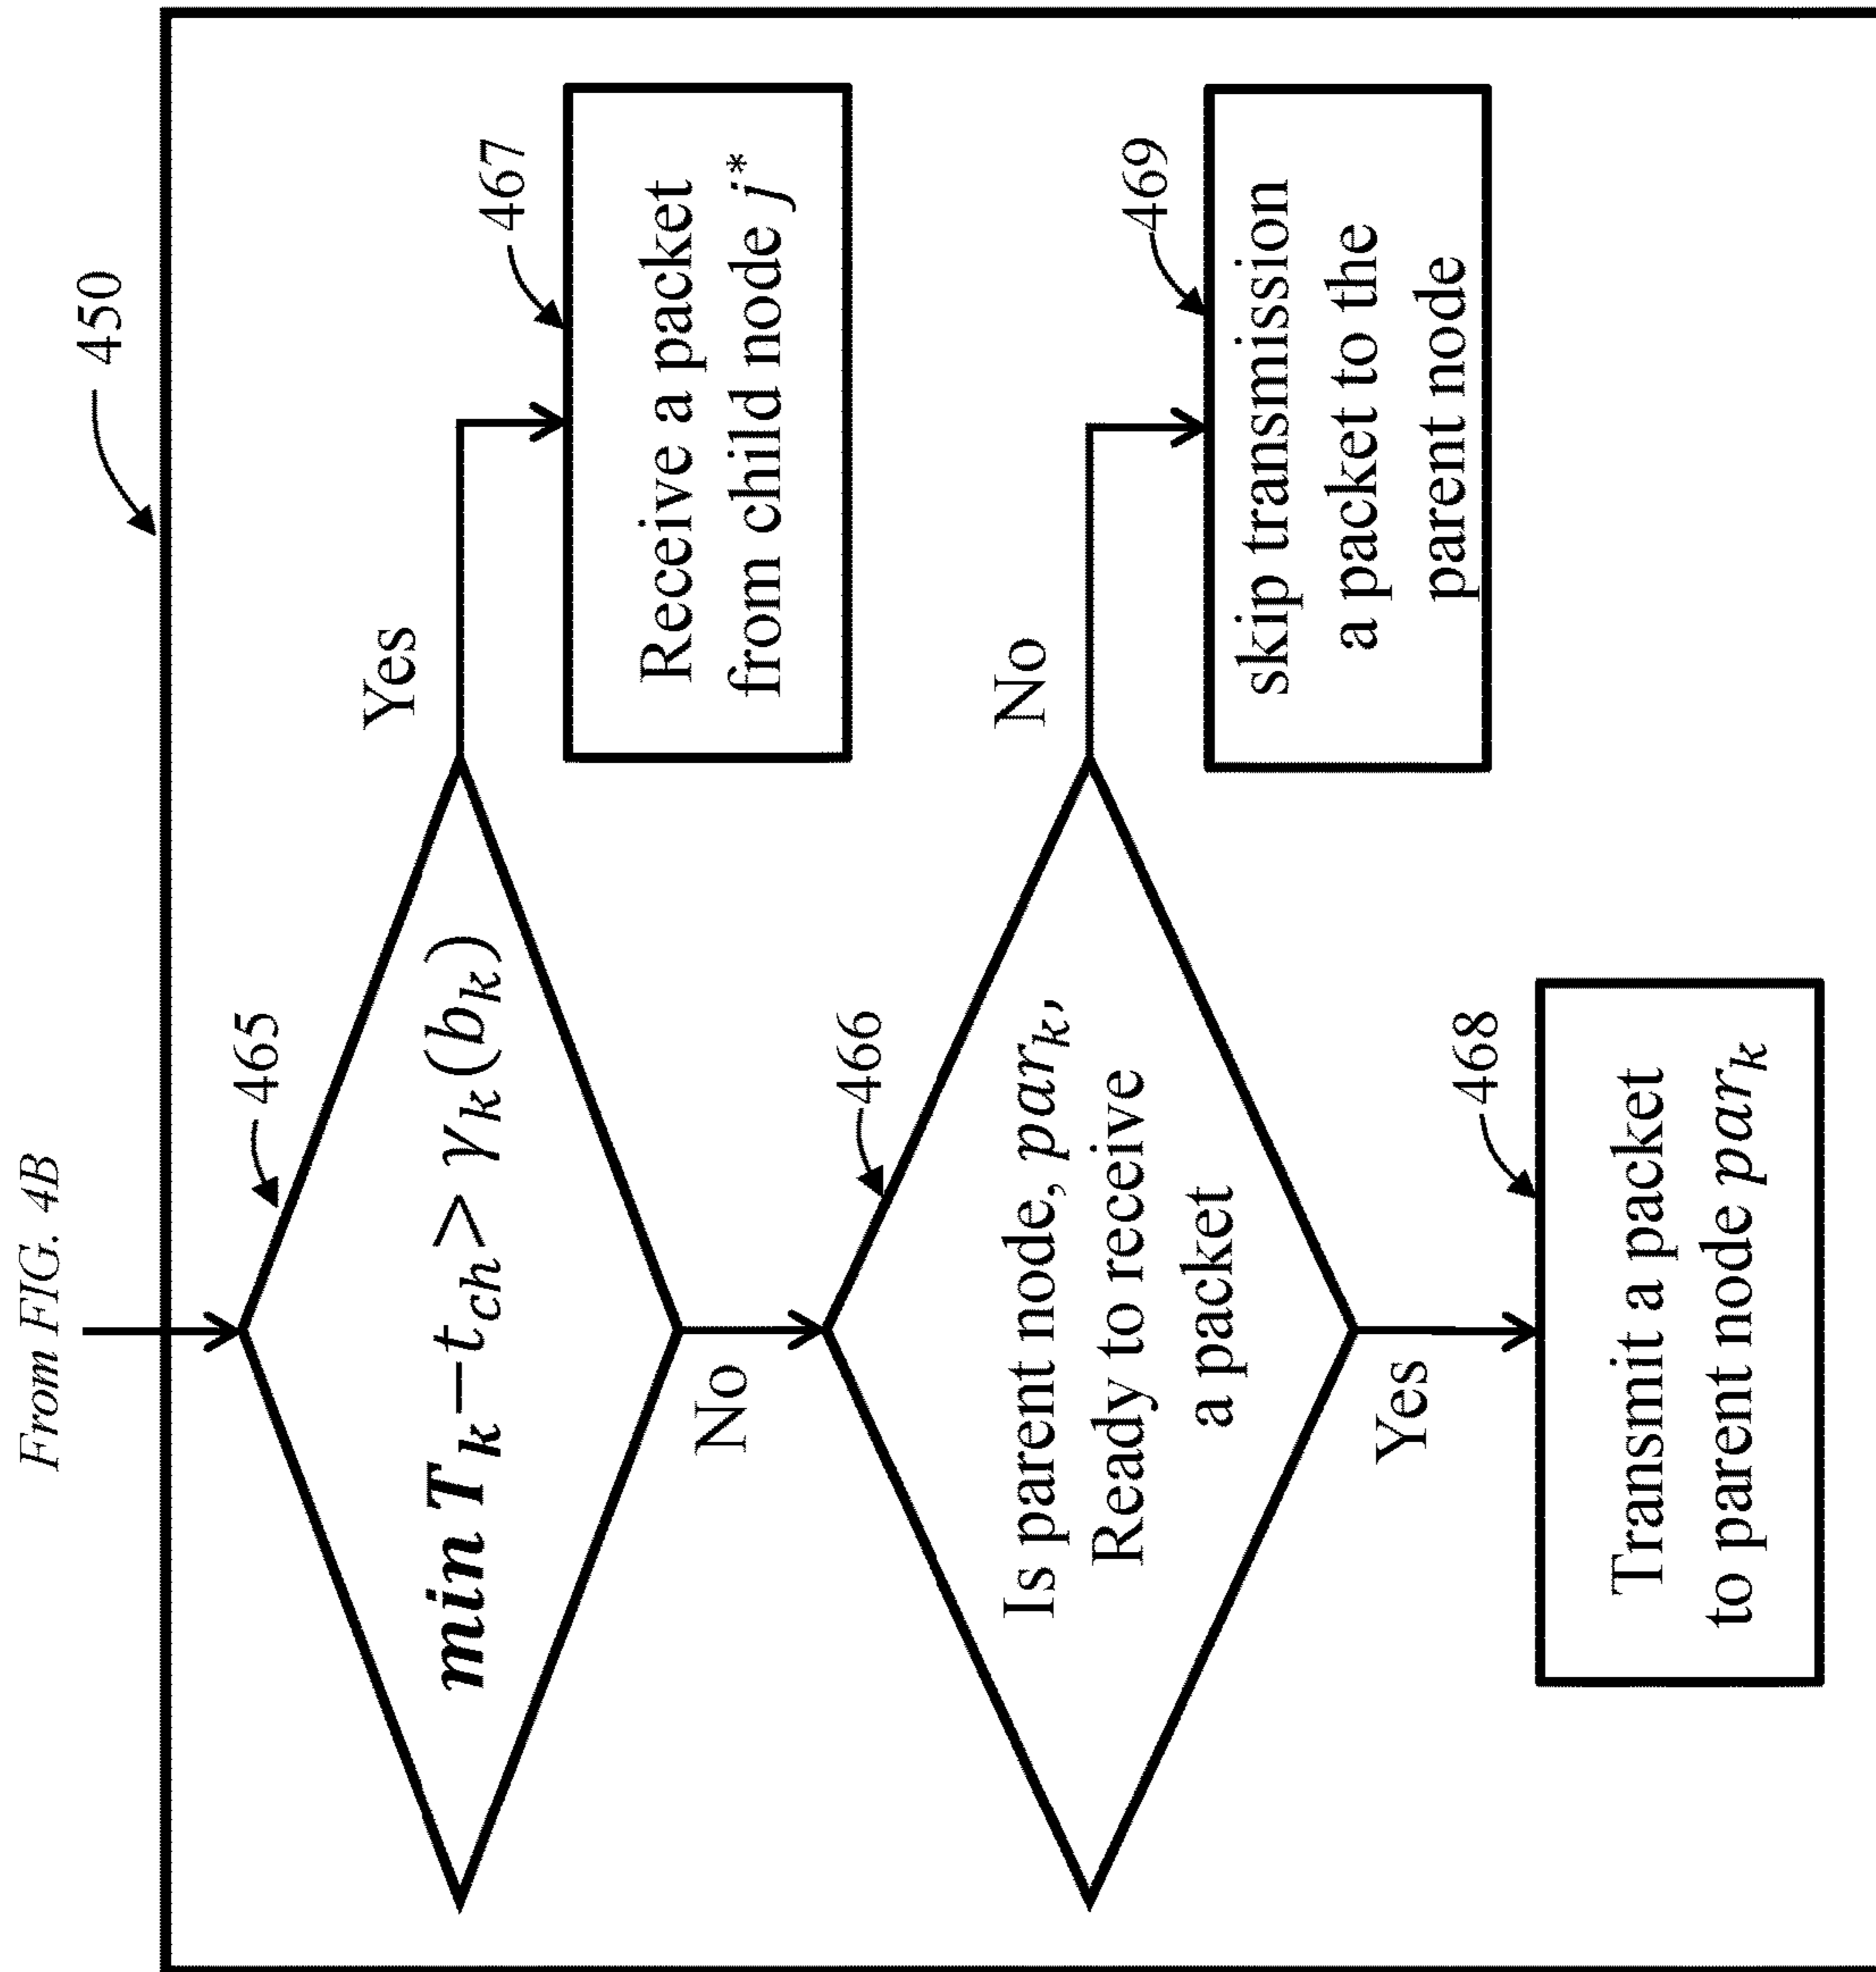 From FIG. 4B
450
465
min T_k − t_ch > γ_k(b_k)
Yes
467
Receive a packet
from child node j*
No
466
Is parent node, par_k,
Ready to receive
a packet
No
469
skip transmission
a packet to the
parent node
Yes
468
Transmit a packet
to parent node par_k